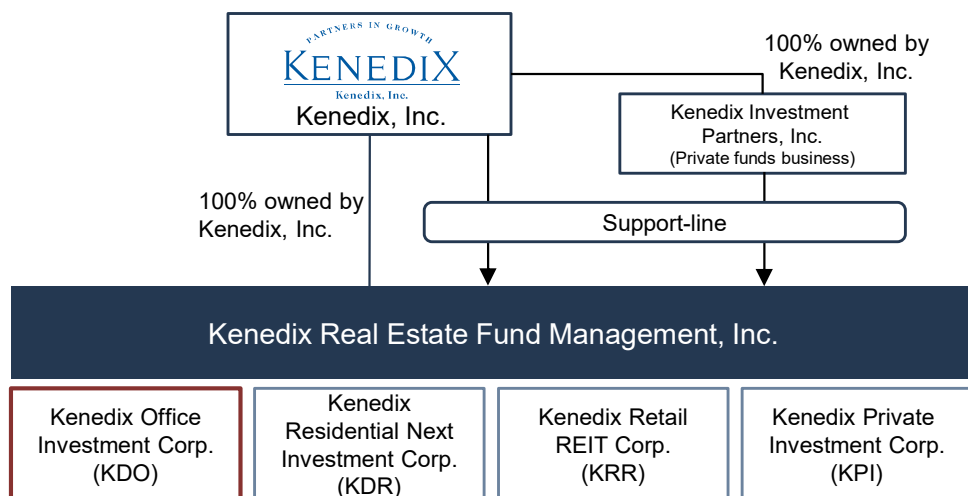 PARTNERS IN GROWTH
KENEDIX
Kenedix, Inc.
Kenedix, Inc.
100% owned by
Kenedix, Inc.
Kenedix Investment
Partners, Inc.
(Private funds business)
100% owned by
Kenedix, Inc.
Support-line
Kenedix Real Estate Fund Management, Inc.
Kenedix Office
Investment Corp.
(KDO)
Kenedix
Residential Next
Investment Corp.
(KDR)
Kenedix Retail
REIT Corp.
(KRR)
Kenedix Private
Investment Corp.
(KPI)